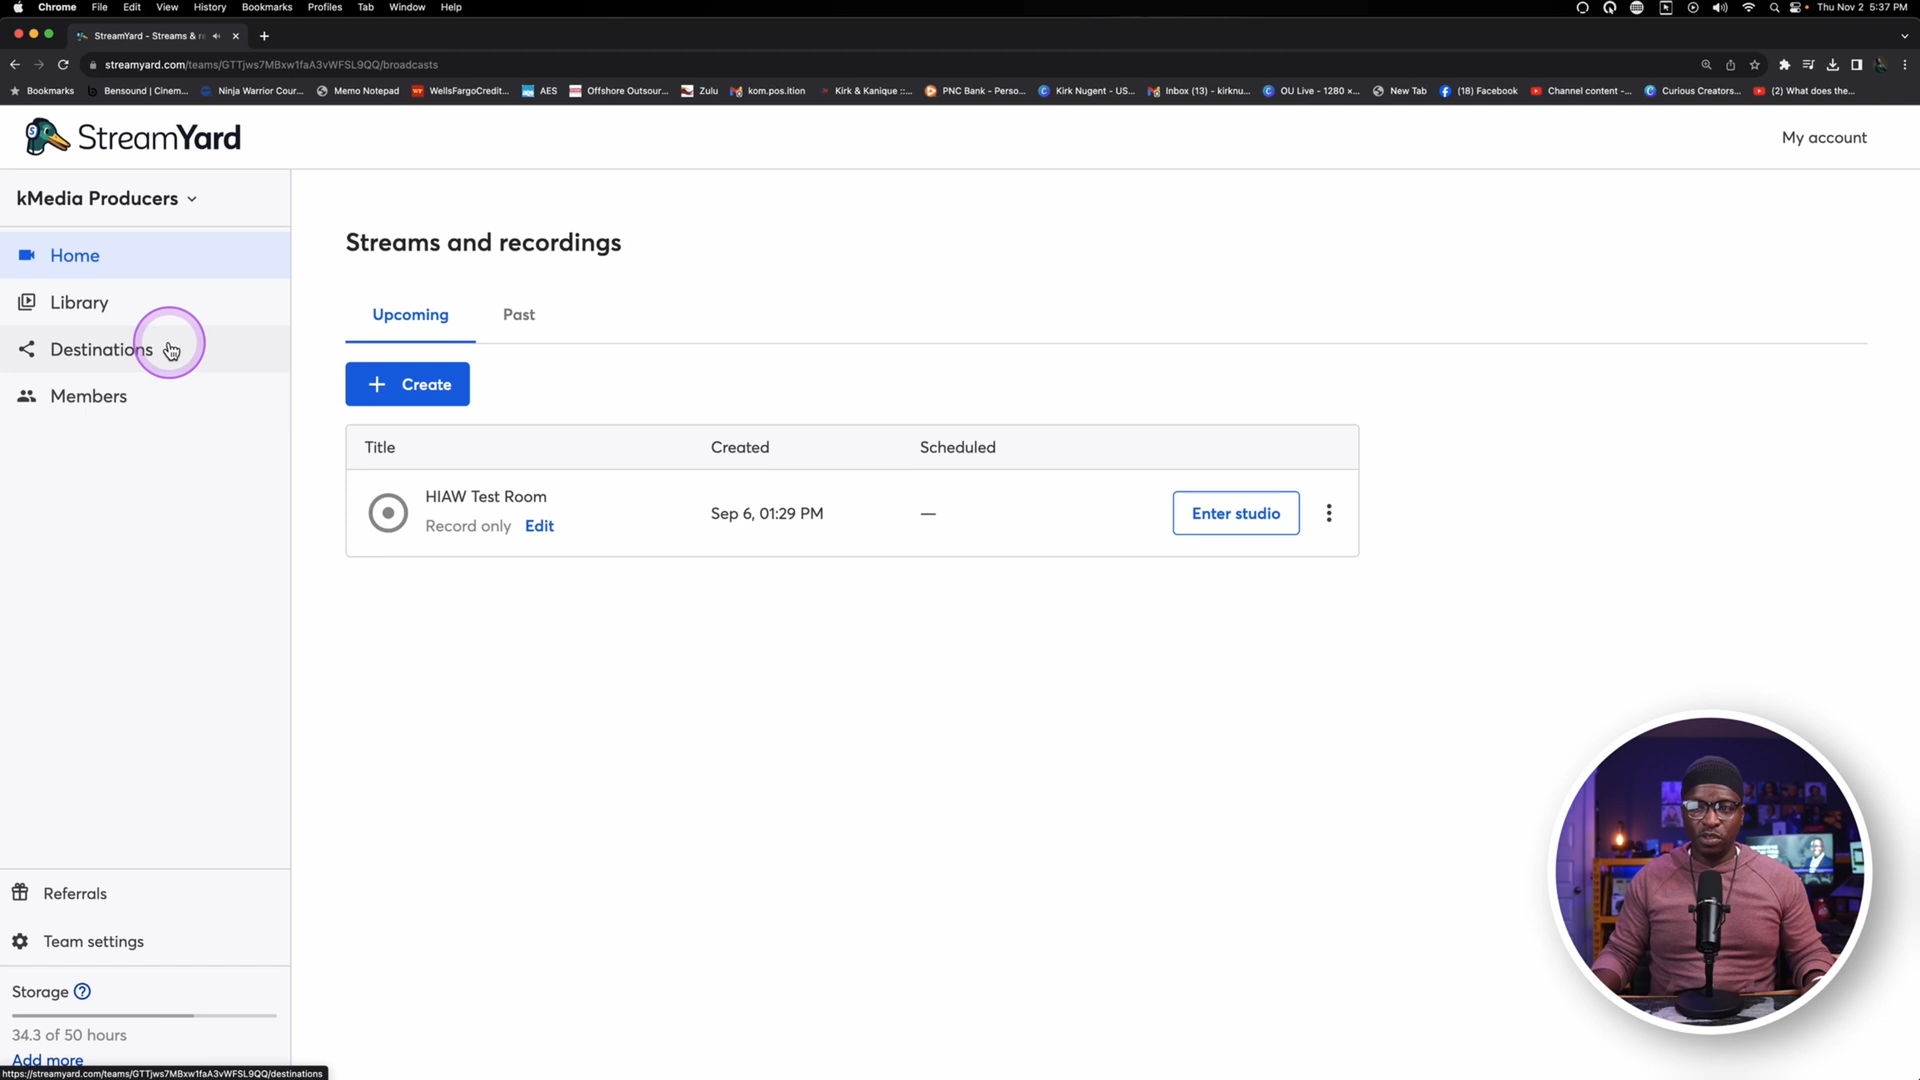 Chrome File Edit View History Bookmarks Profiles Tab Window Help Thu Nov 2 5:37 PM
StreamYard - Streams & re
streamyard.com/teams/GTTjws7MBxw1faA3vWFSL9QQ/broadcasts
Bookmarks Bensound | Cinem... Ninja Warrior Cour... Memo Notepad WellsFargoCredit... AES Offshore Outsour... Zulu kom.pos.ition Kirk & Kanique ::... PNC Bank - Perso... Kirk Nugent - US... Inbox (13) - kirknu... OU Live - 1280 ×... New Tab (18) Facebook Channel content -... Curious Creators... (2) What does the...
StreamYard
My account
kMedia Producers
Home
Library
Destinations
Members
Streams and recordings
Upcoming Past
+ Create
Title Created Scheduled
HIAW Test Room
Record only Edit
Sep 6, 01:29 PM — Enter studio
Referrals
Team settings
Storage ?
34.3 of 50 hours
Add more
https://streamyard.com/teams/GTTjws7MBxw1faA3vWFSL9QQ/destinations